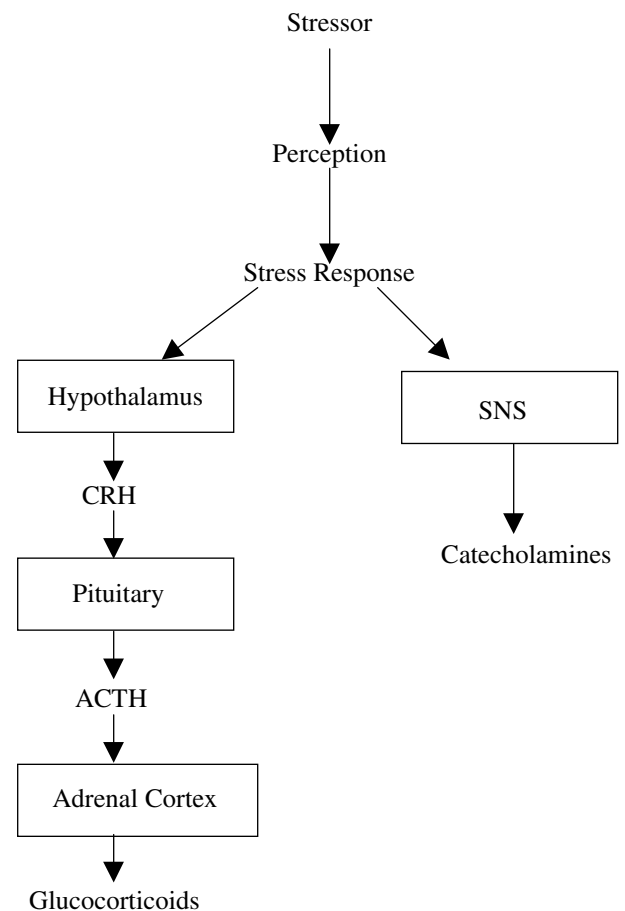 Stressor
Perception
Stress Response
Hypothalamus
SNS
CRH
Catecholamines
Pituitary
ACTH
Adrenal Cortex
Glucocorticoids